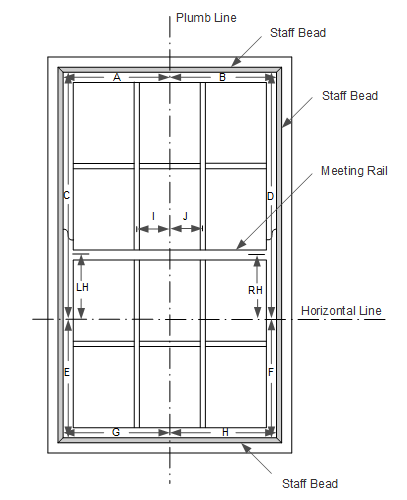 Plumb Line
Staff Bead
A B
Staff Bead
Meeting Rail
C D
I J
LH RH
Horizontal Line
E F
G H
Staff Bead